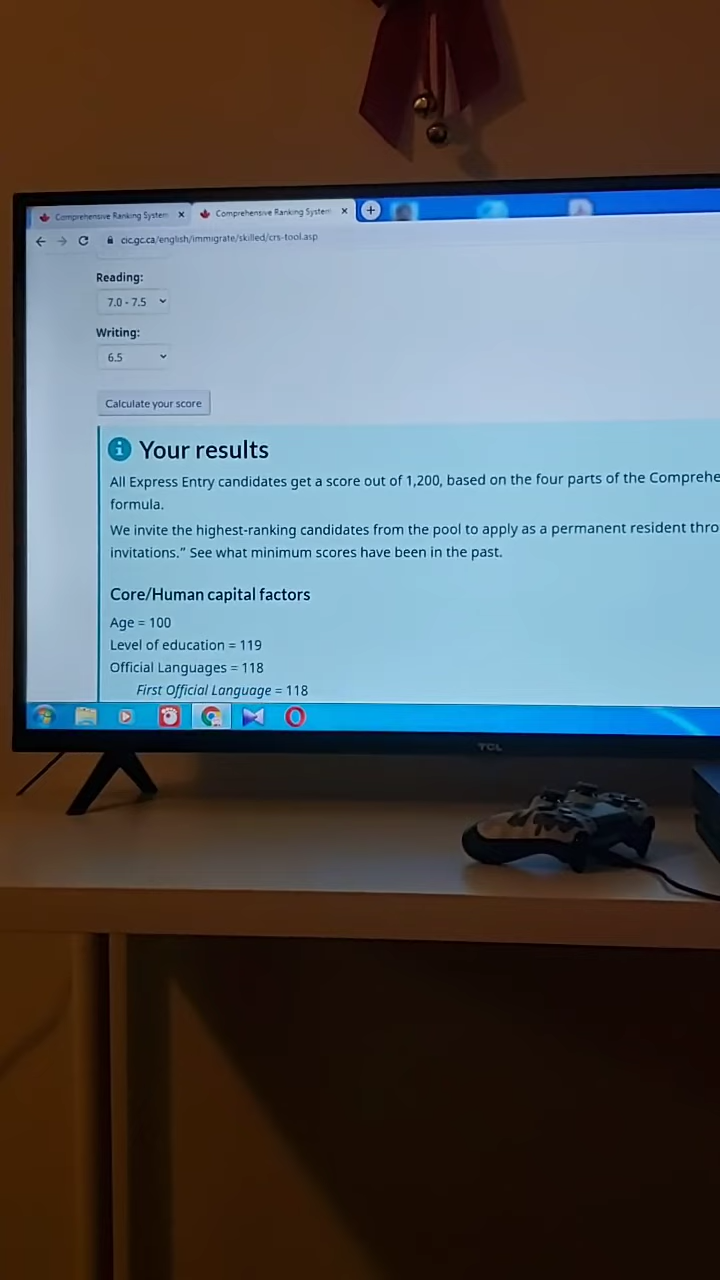 Comprehensive Ranking System
Comprehensive Ranking System
cic.gc.ca/english/immigrate/skilled/crs-tool.asp
Reading:
7.0 - 7.5
Writing:
6.5
Calculate your score
Your results
All Express Entry candidates get a score out of 1,200, based on the four parts of the Comprehe
formula.
We invite the highest-ranking candidates from the pool to apply as a permanent resident thro
invitations." See what minimum scores have been in the past.
Core/Human capital factors
Age = 100
Level of education = 119
Official Languages = 118
First Official Language = 118
TCL